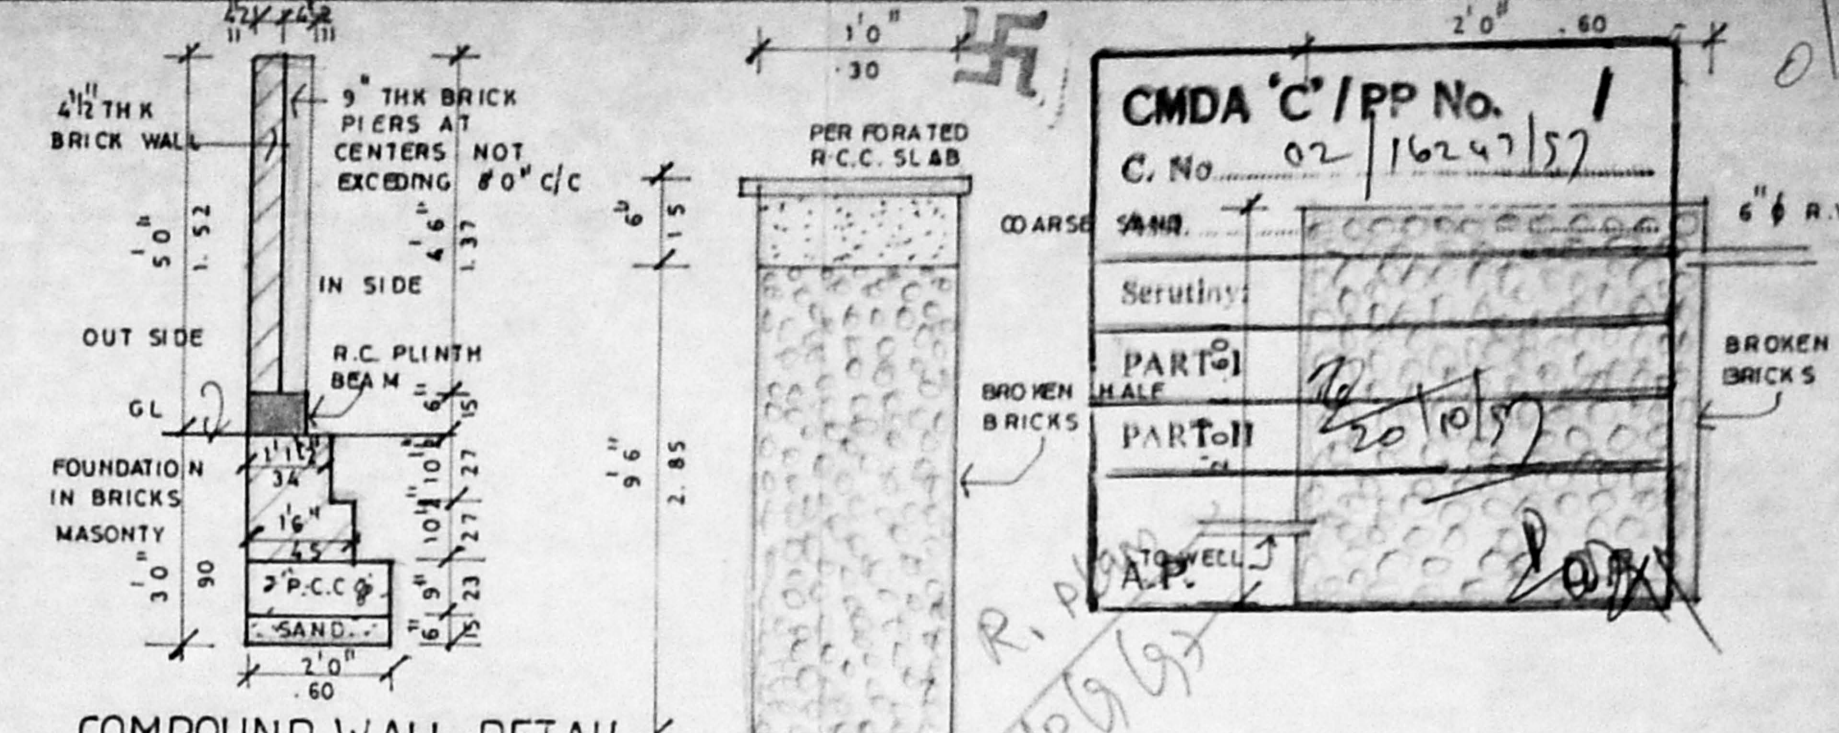 4½" THK
BRICK WALL
9" THK BRICK
PIERS AT
CENTERS NOT
EXCEDING 8'0" C/C
5'0"
1.52
4'6"
1.37
IN SIDE
OUT SIDE
R.C. PLINTH
BEAM
6"
15
GL
FOUNDATION
IN BRICKS
MASONTY
1'1½"
34
10½"
27
1'6"
45
10½"
27
3'0"
90
P.C.C
9"
23
SAND
6"
15
2'0"
.60
COMPOUND WALL DETAIL
1'0"
.30
PERFORATED
R.C.C. SLAB
6"
15
COARSE SAND
9'6"
2.85
BROKEN HALF
BRICKS
2'0" .60
CMDA 'C' / PP No. 1
C. No 02/16247/57
6" φ R.
Scrutiny:
PART-I
PART-II
20/10/57
BROKEN
BRICKS
TO WELL
A.P.